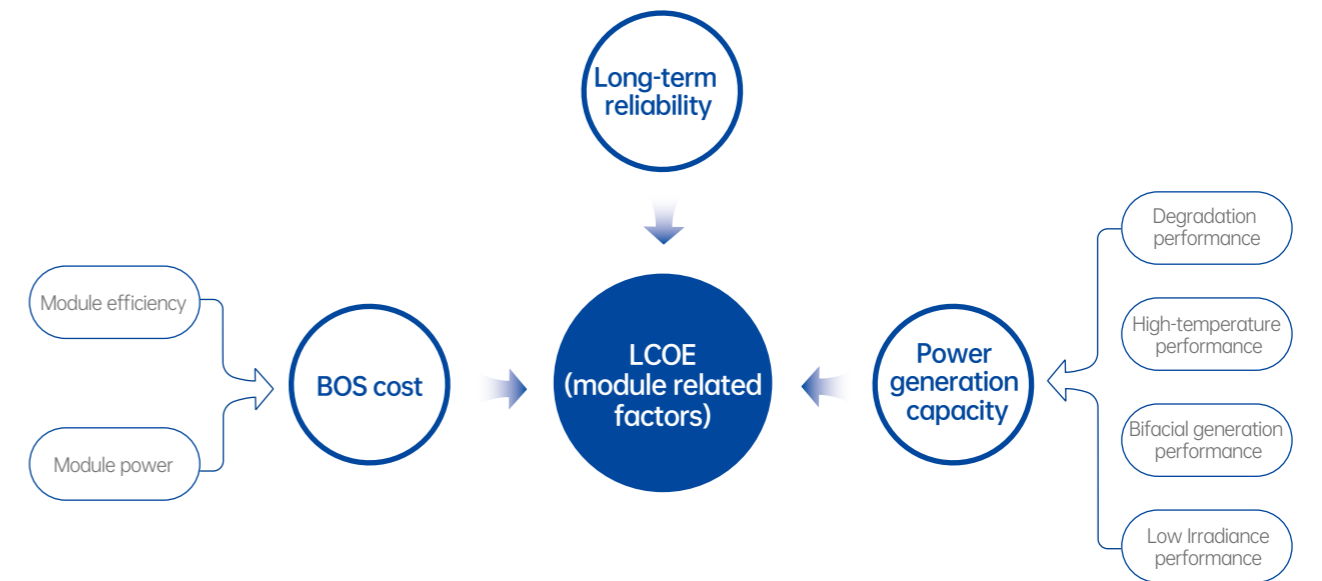 Long-term
reliability
Module efficiency
Module power
BOS cost
LCOE
(module related
factors)
Power
generation
capacity
Degradation
performance
High-temperature
performance
Bifacial generation
performance
Low Irradiance
performance